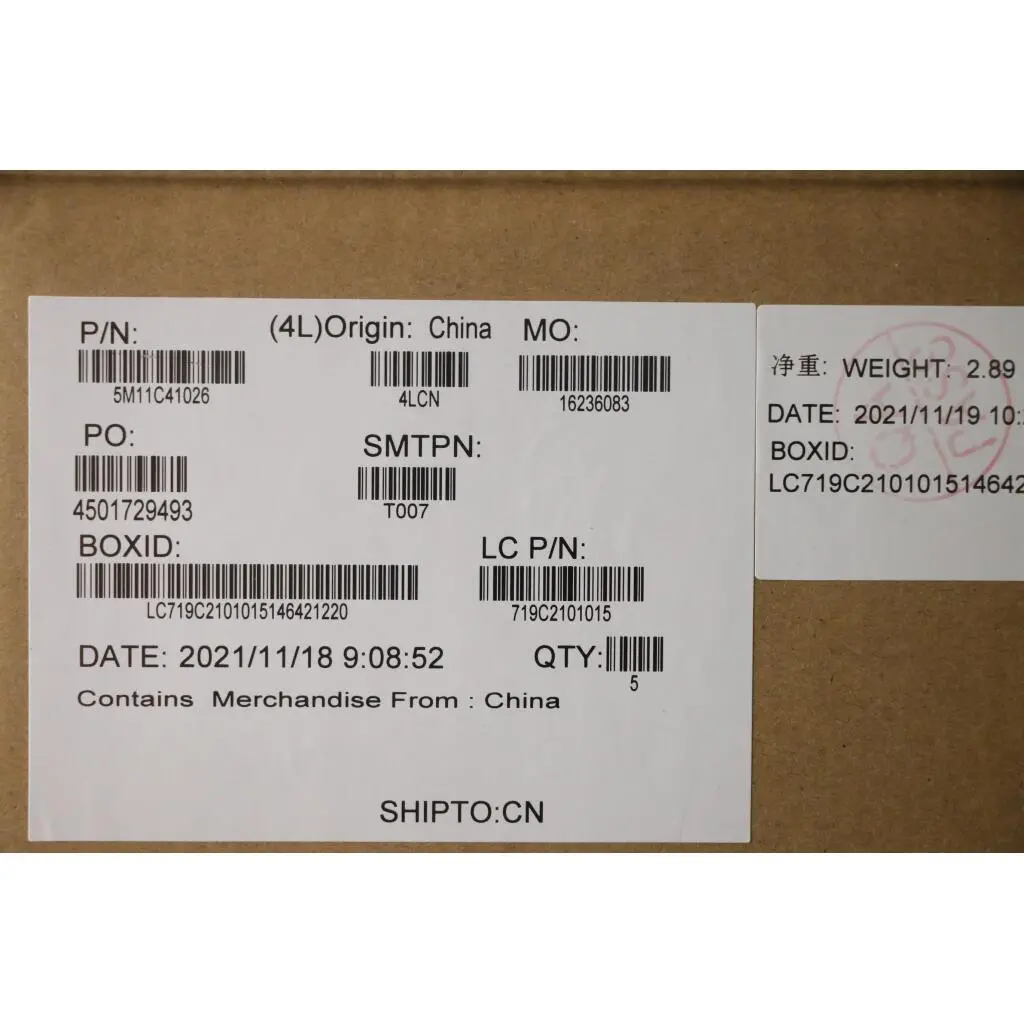 P/N:
5M11C41026
(4L)Origin: China
4LCN
MO:
16236083
PO:
4501729493
SMTPN:
T007
BOXID:
LC719C2101015146421220
LC P/N:
719C2101015
DATE: 2021/11/18 9:08:52
QTY:
5
Contains Merchandise From : China
SHIPTO:CN
净重: WEIGHT: 2.89
DATE: 2021/11/19 10:
BOXID:
LC719C210101514642